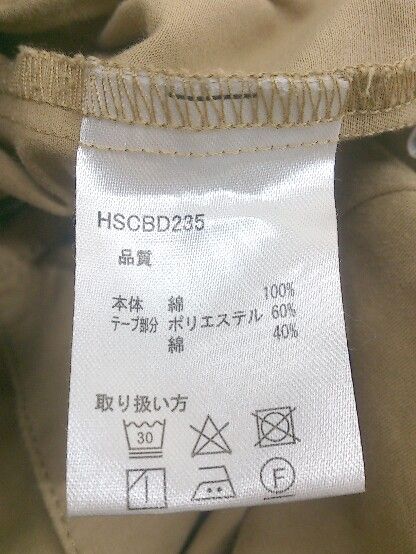 HSCBD235
品質
本体 綿 100%
テープ部分 ポリエステル 60%
綿 40%
取り扱い方
30
F